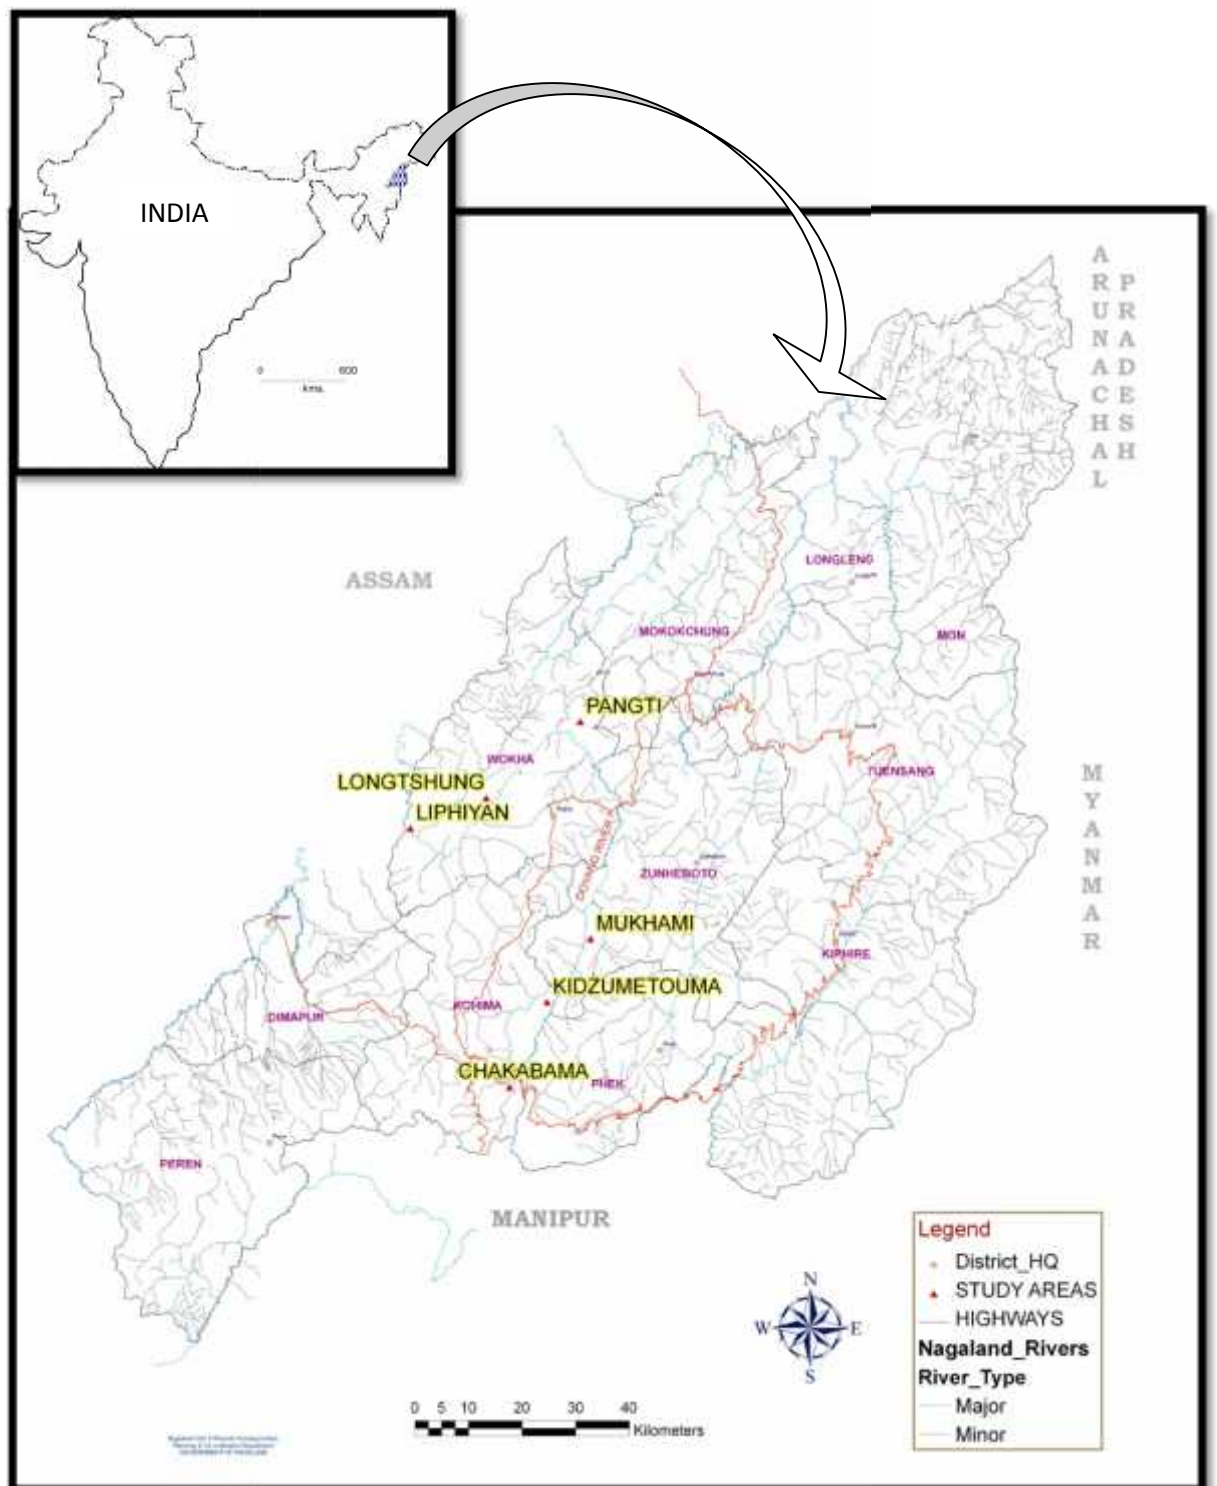 INDIA
0 600
kms.
ARUNACHAL
PRADESH
ASSAM
LONGLENG
MOKOKCHUNG
MON
PANGTI
WOKHA
TUENSANG
LONGTSHUNG
LIPHIYAN
MYANMAR
DOYANG RIVER
ZUNHEBOTO
MUKHAMI
KIPHIRE
KIDZUMETOUMA
KOHIMA
DIMAPUR
CHAKABAMA
PHEK
PEREN
MANIPUR
Legend
District_HQ
STUDY AREAS
HIGHWAYS
Nagaland_Rivers
River_Type
Major
Minor
N
W E
S
0 5 10 20 30 40
Kilometers